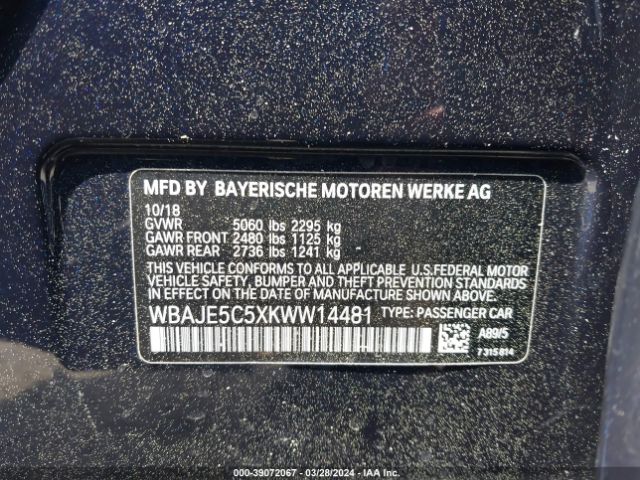 MFD BY BAYERISCHE MOTOREN WERKE AG
10/18
GVWR 5060 lbs 2295 kg
GAWR FRONT 2480 lbs 1125 kg
GAWR REAR 2736 lbs 1241 kg
THIS VEHICLE CONFORMS TO ALL APPLICABLE U.S.FEDERAL MOTOR
VEHICLE SAFETY, BUMPER AND THEFT PREVENTION STANDARDS
IN EFFECT ON THE DATE OF MANUFACTURE SHOWN ABOVE.
WBAJE5C5XKWW14481 TYPE: PASSENGER CAR
A89/5
7315814
000-39072067 - 03/28/2024 - IAA Inc.